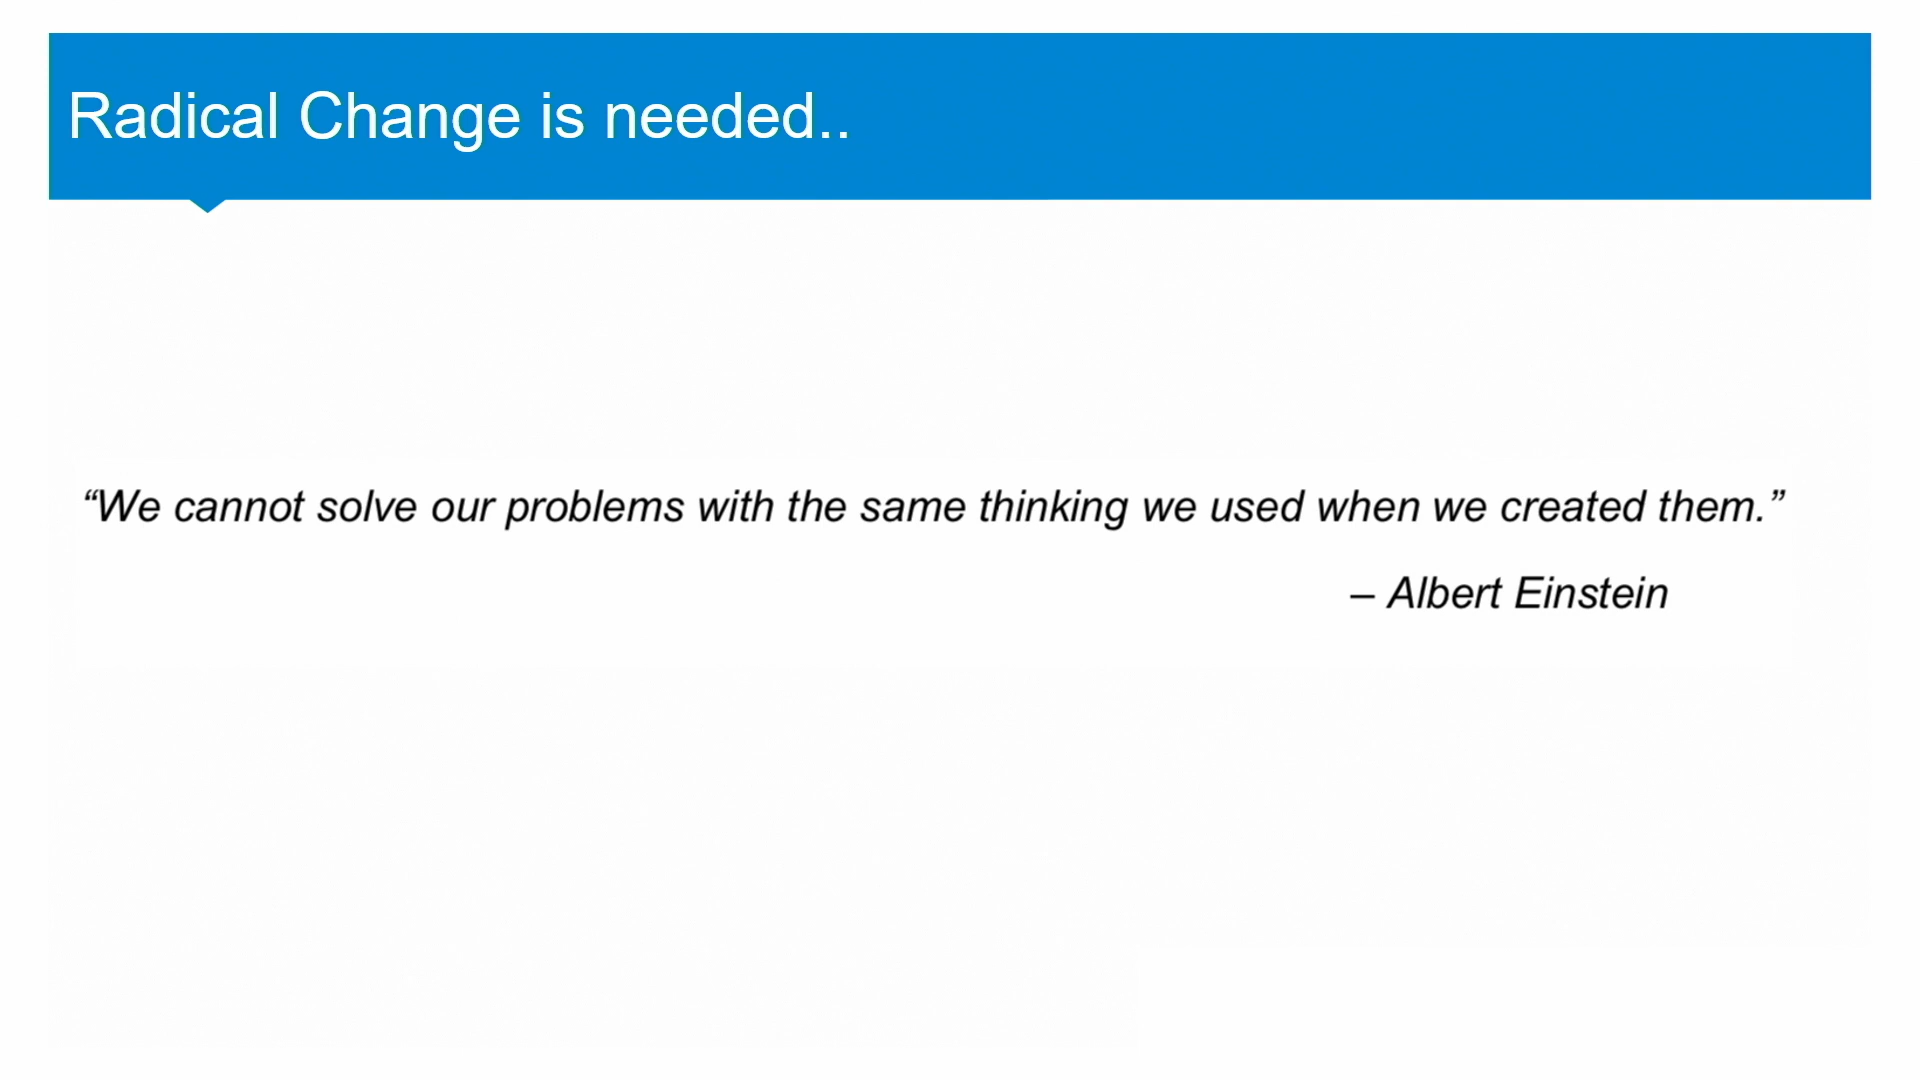 Radical Change is needed..
“We cannot solve our problems with the same thinking we used when we created them.”
– Albert Einstein